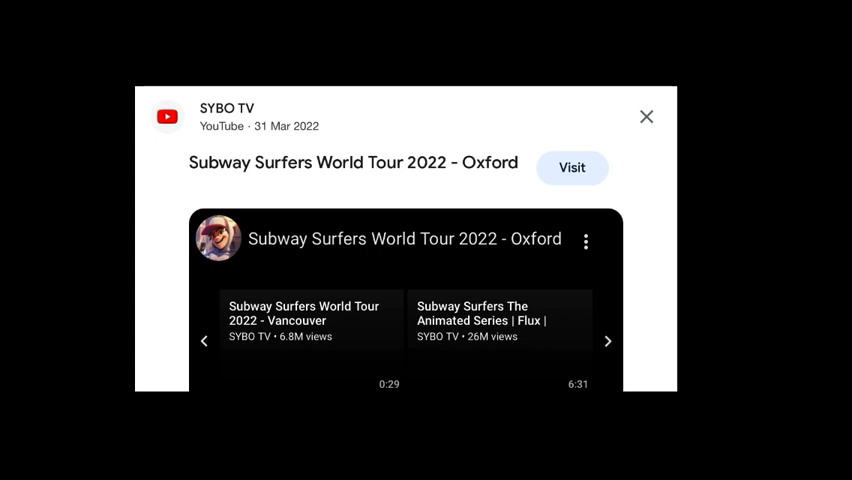 SYBO TV
YouTube · 31 Mar 2022
Subway Surfers World Tour 2022 - Oxford
Visit
Subway Surfers World Tour 2022 - Oxford
Subway Surfers World Tour
2022 - Vancouver
SYBO TV • 6.8M views
0:29
Subway Surfers The
Animated Series | Flux |
SYBO TV • 26M views
6:31